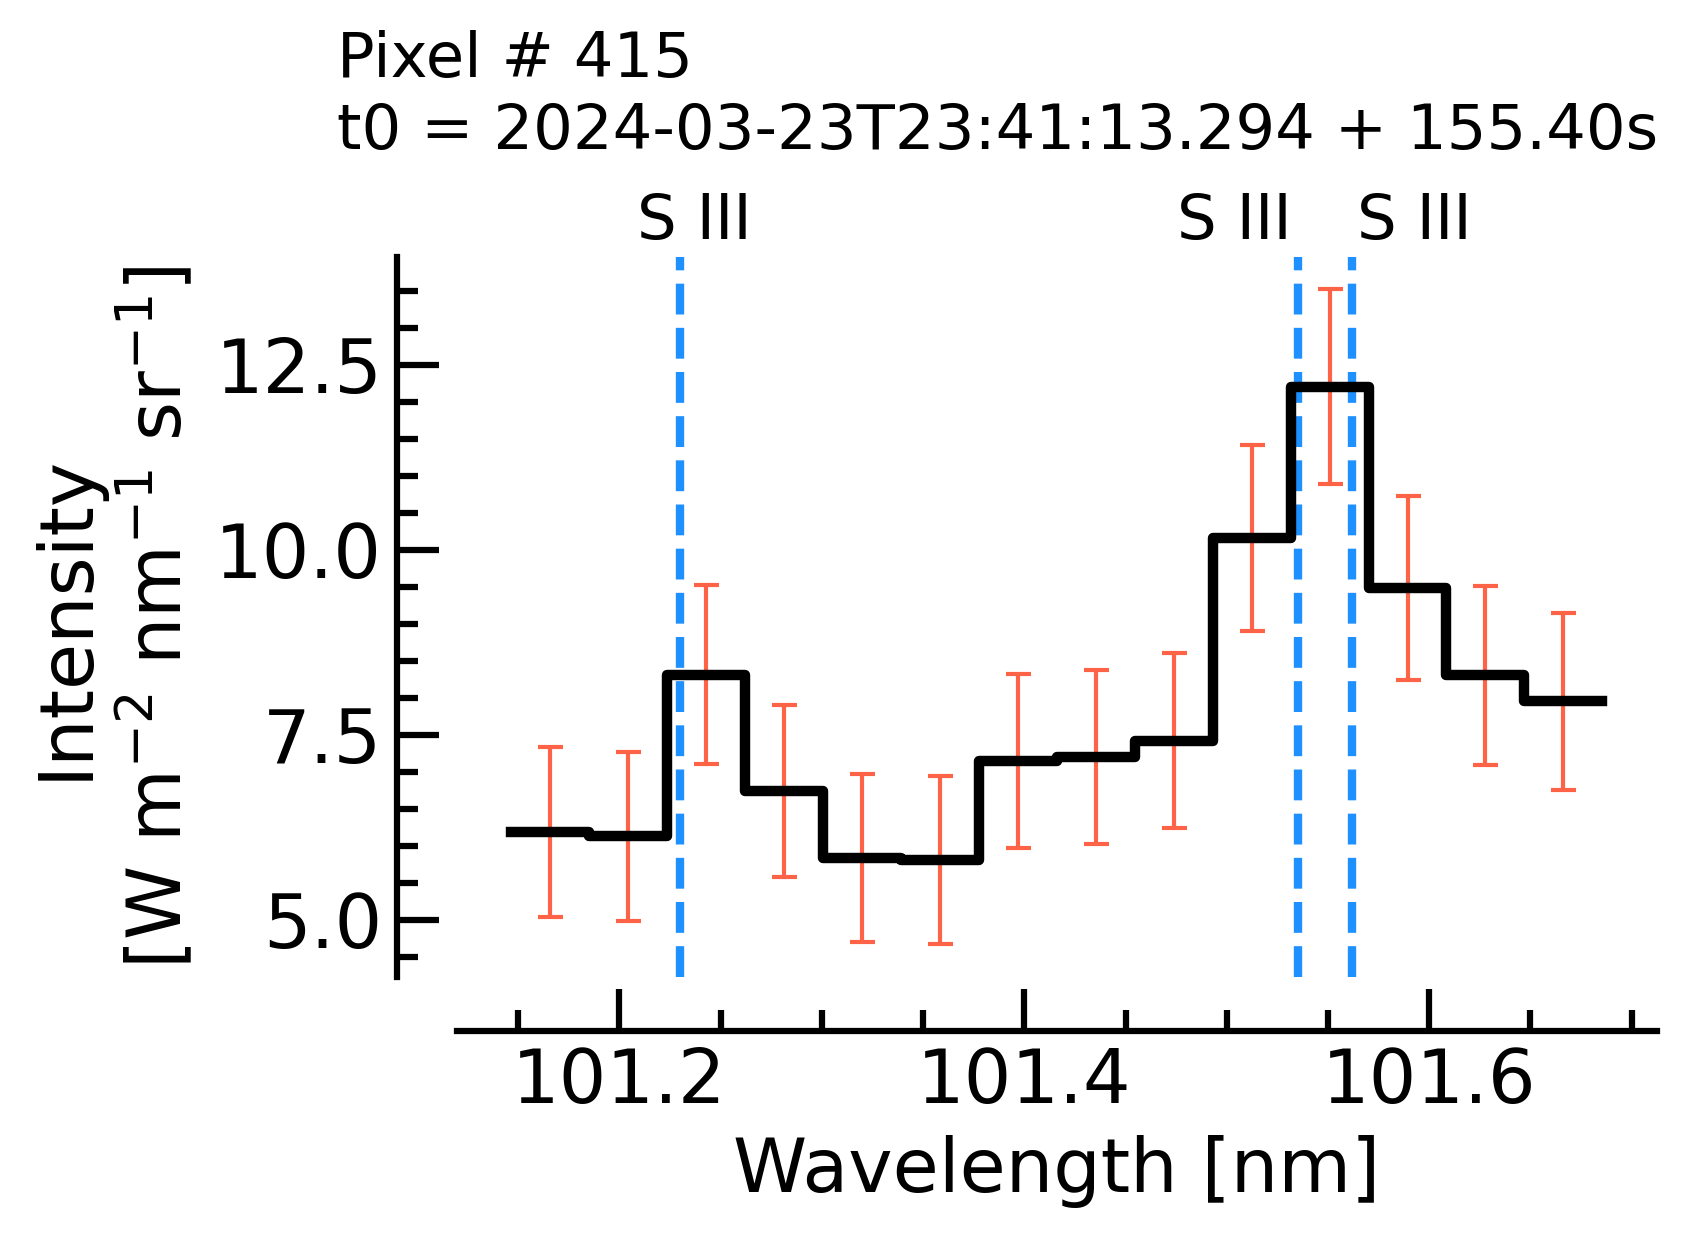 Pixel # 415
t0 = 2024-03-23T23:41:13.294 + 155.40s
S III S III S III
Intensity
[W m⁻² nm⁻¹ sr⁻¹]
12.5
10.0
7.5
5.0
101.2 101.4 101.6
Wavelength [nm]